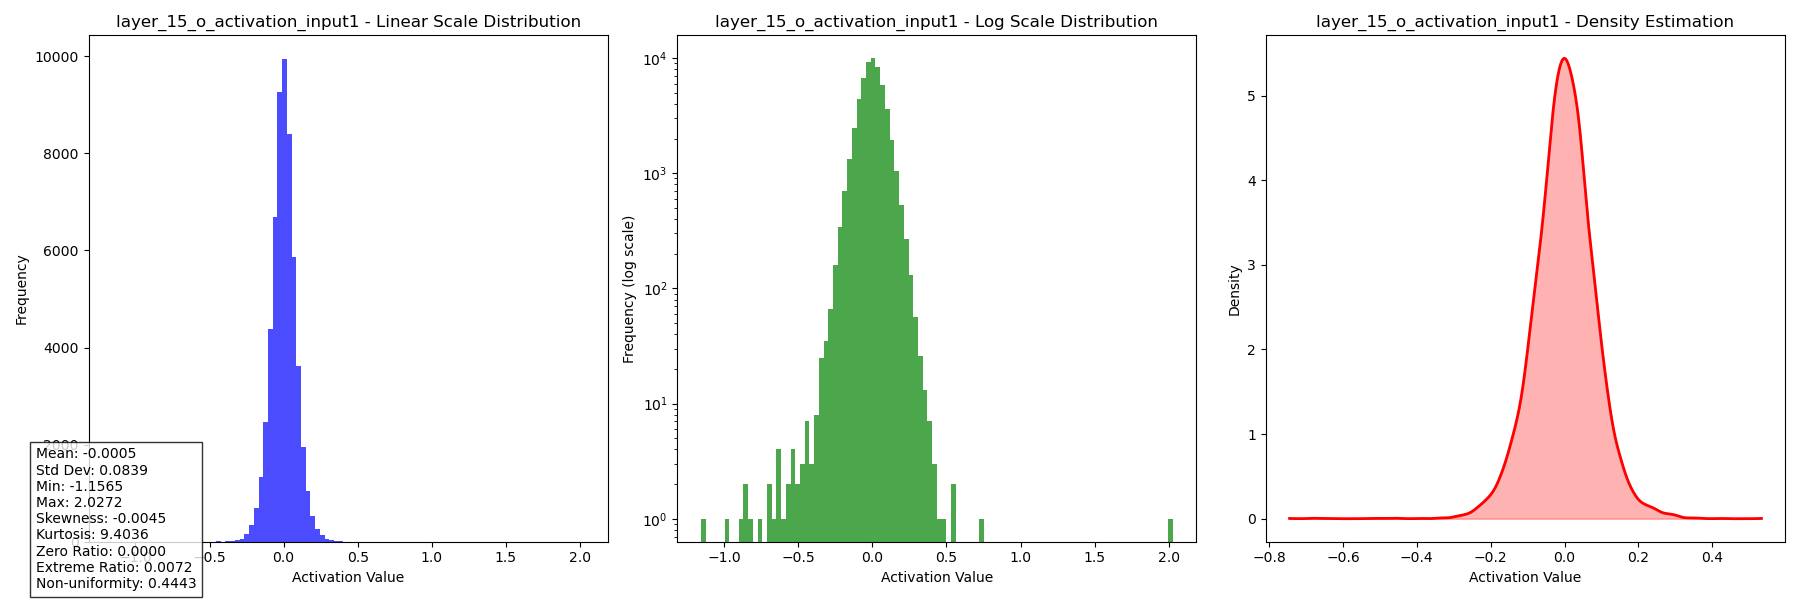 layer_15_o_activation_input1 - Linear Scale Distribution
10000
8000
6000
4000
2000
Frequency
0.5
0.0
0.5
1.0
1.5
2.0
Activation Value
Mean: -0.0005
Std Dev: 0.0839
Min: -1.1565
Max: 2.0272
Skewness: -0.0045
Kurtosis: 9.4036
Zero Ratio: 0.0000
Extreme Ratio: 0.0072
Non-uniformity: 0.4443
layer_15_o_activation_input1 - Log Scale Distribution
10⁴
10³
10²
10¹
10⁰
Frequency (log scale)
−1.0
−0.5
0.0
0.5
1.0
1.5
2.0
Activation Value
layer_15_o_activation_input1 - Density Estimation
5
4
3
2
1
0
Density
−0.8
−0.6
−0.4
−0.2
0.0
0.2
0.4
Activation Value